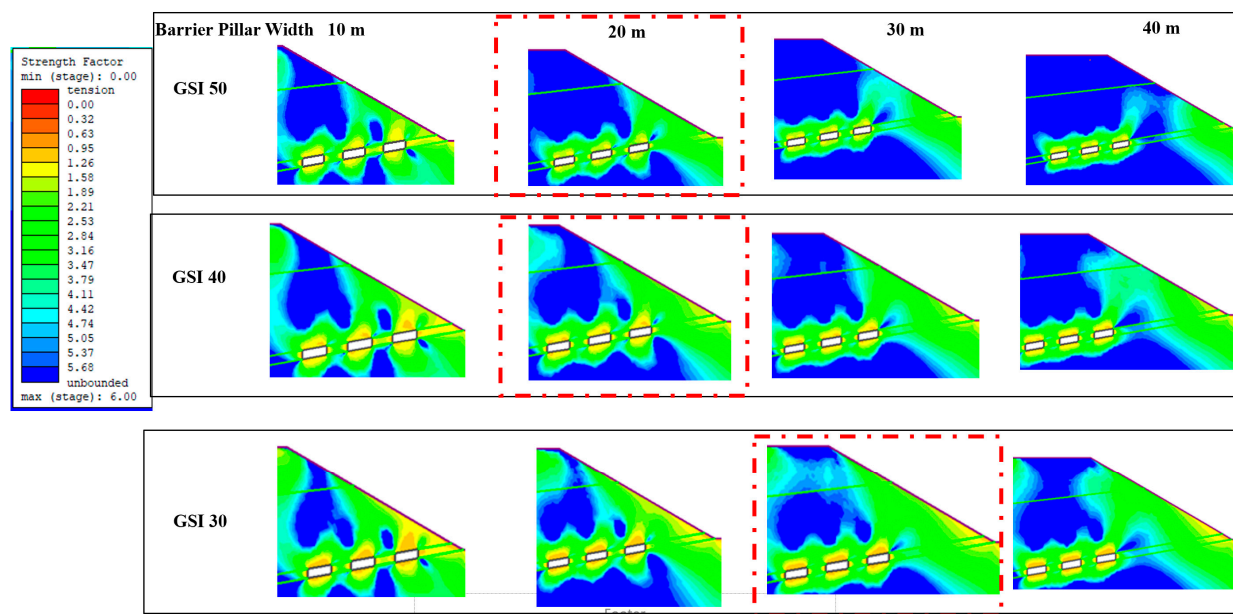 Barrier Pillar Width 10 m 20 m 30 m 40 m
Strength Factor
min (stage): 0.00
tension
0.00
0.32
0.63
0.95
1.26
1.58
1.89
2.21
2.53
2.84
3.16
3.47
3.79
4.11
4.42
4.74
5.05
5.37
5.68
unbounded
max (stage): 6.00
GSI 50
GSI 40
GSI 30